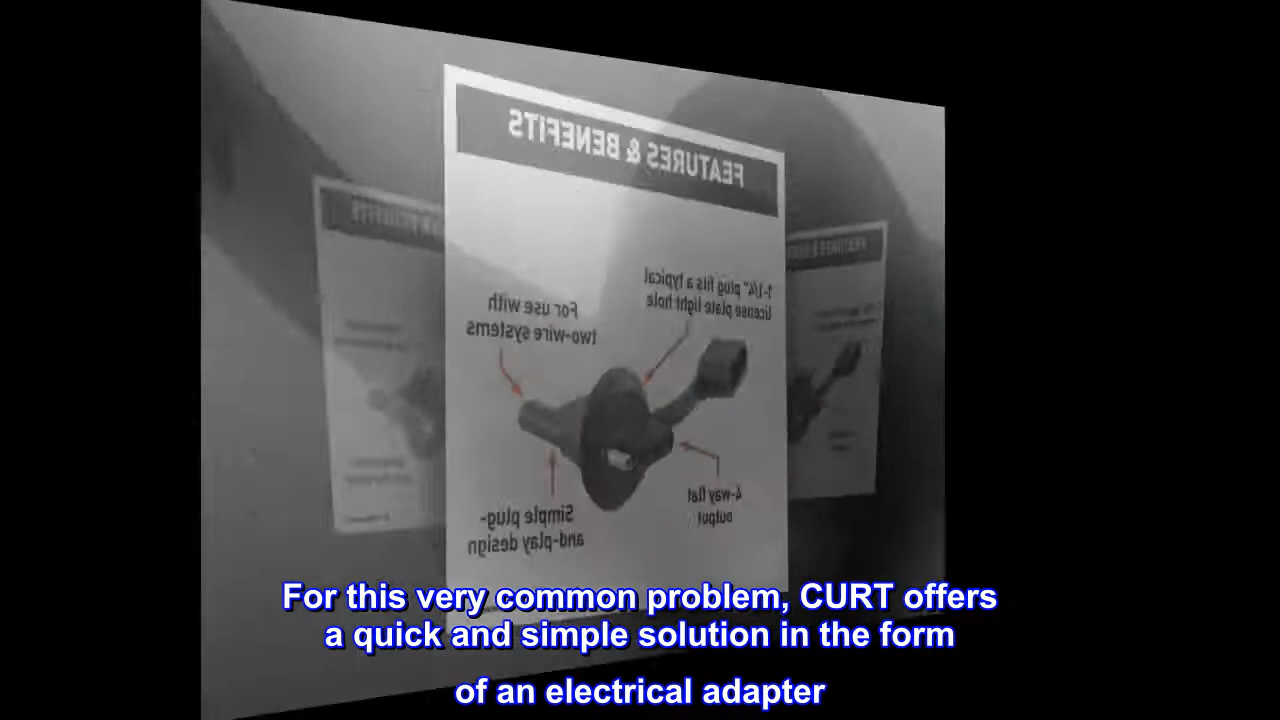 FEATURES & BENEFITS
1-1/4" plug fits a typical
license plate light hole
For use with
two-wire systems
4-way flat
output
Simple plug-
and-play design
FEATURES &
For this very common problem, CURT offers
a quick and simple solution in the form
of an electrical adapter